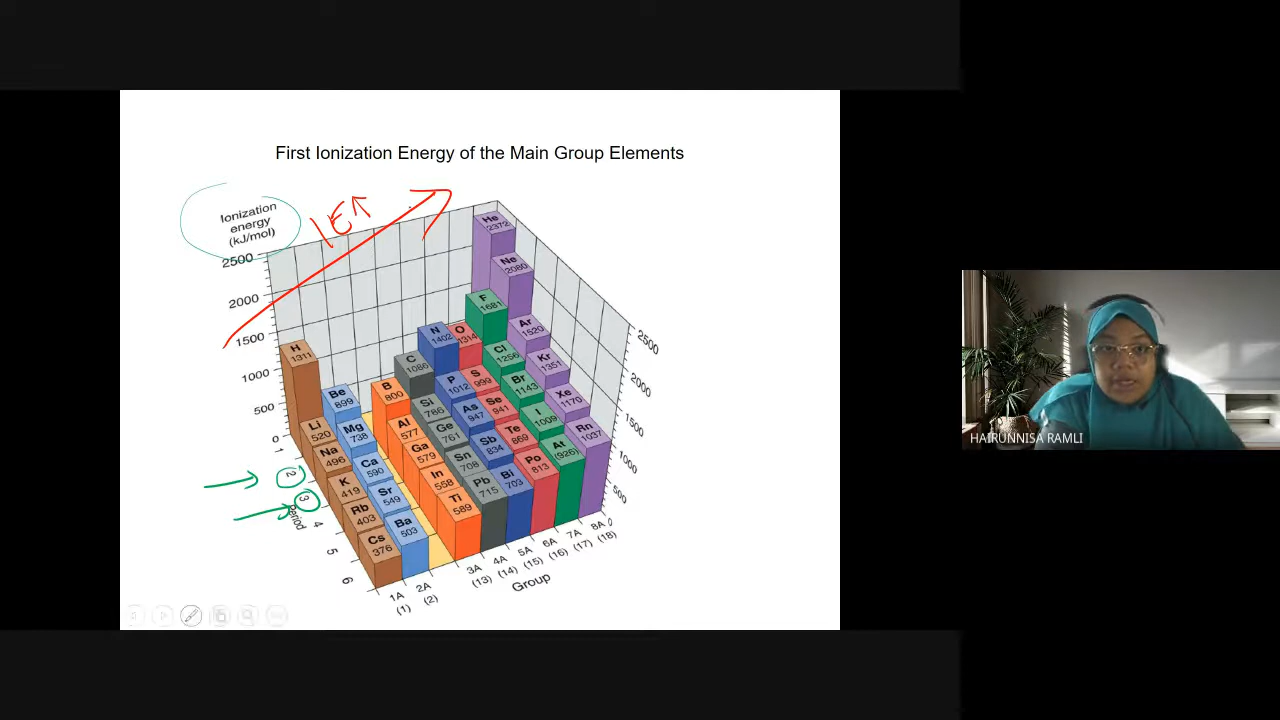 First Ionization Energy of the Main Group Elements
Ionization
energy
(kJ/mol)
IE↑
2500
2000
1500
1000
500
0
H
1311
Li
520
Na
496
K
419
Rb
403
Cs
376
Be
899
Mg
738
Ca
590
Sr
549
Ba
503
B
800
Al
577
Ga
579
In
558
Ti
589
C
1086
Si
786
Ge
761
Sn
708
Pb
715
N
1402
P
1012
As
947
Sb
834
Bi
703
O
1314
S
999
Se
941
Te
869
Po
813
F
1681
Cl
1256
Br
1143
I
1009
At
(926)
He
2372
Ne
2080
Ar
1520
Kr
1351
Xe
1170
Rn
1037
2500
2000
1500
1000
500
0
1
2
3
4
5
6
Period
1A
(1)
2A
(2)
3A
(13)
4A
(14)
5A
(15)
6A
(16)
7A
(17)
8A
(18)
Group
HAIRUNNISA RAMLI